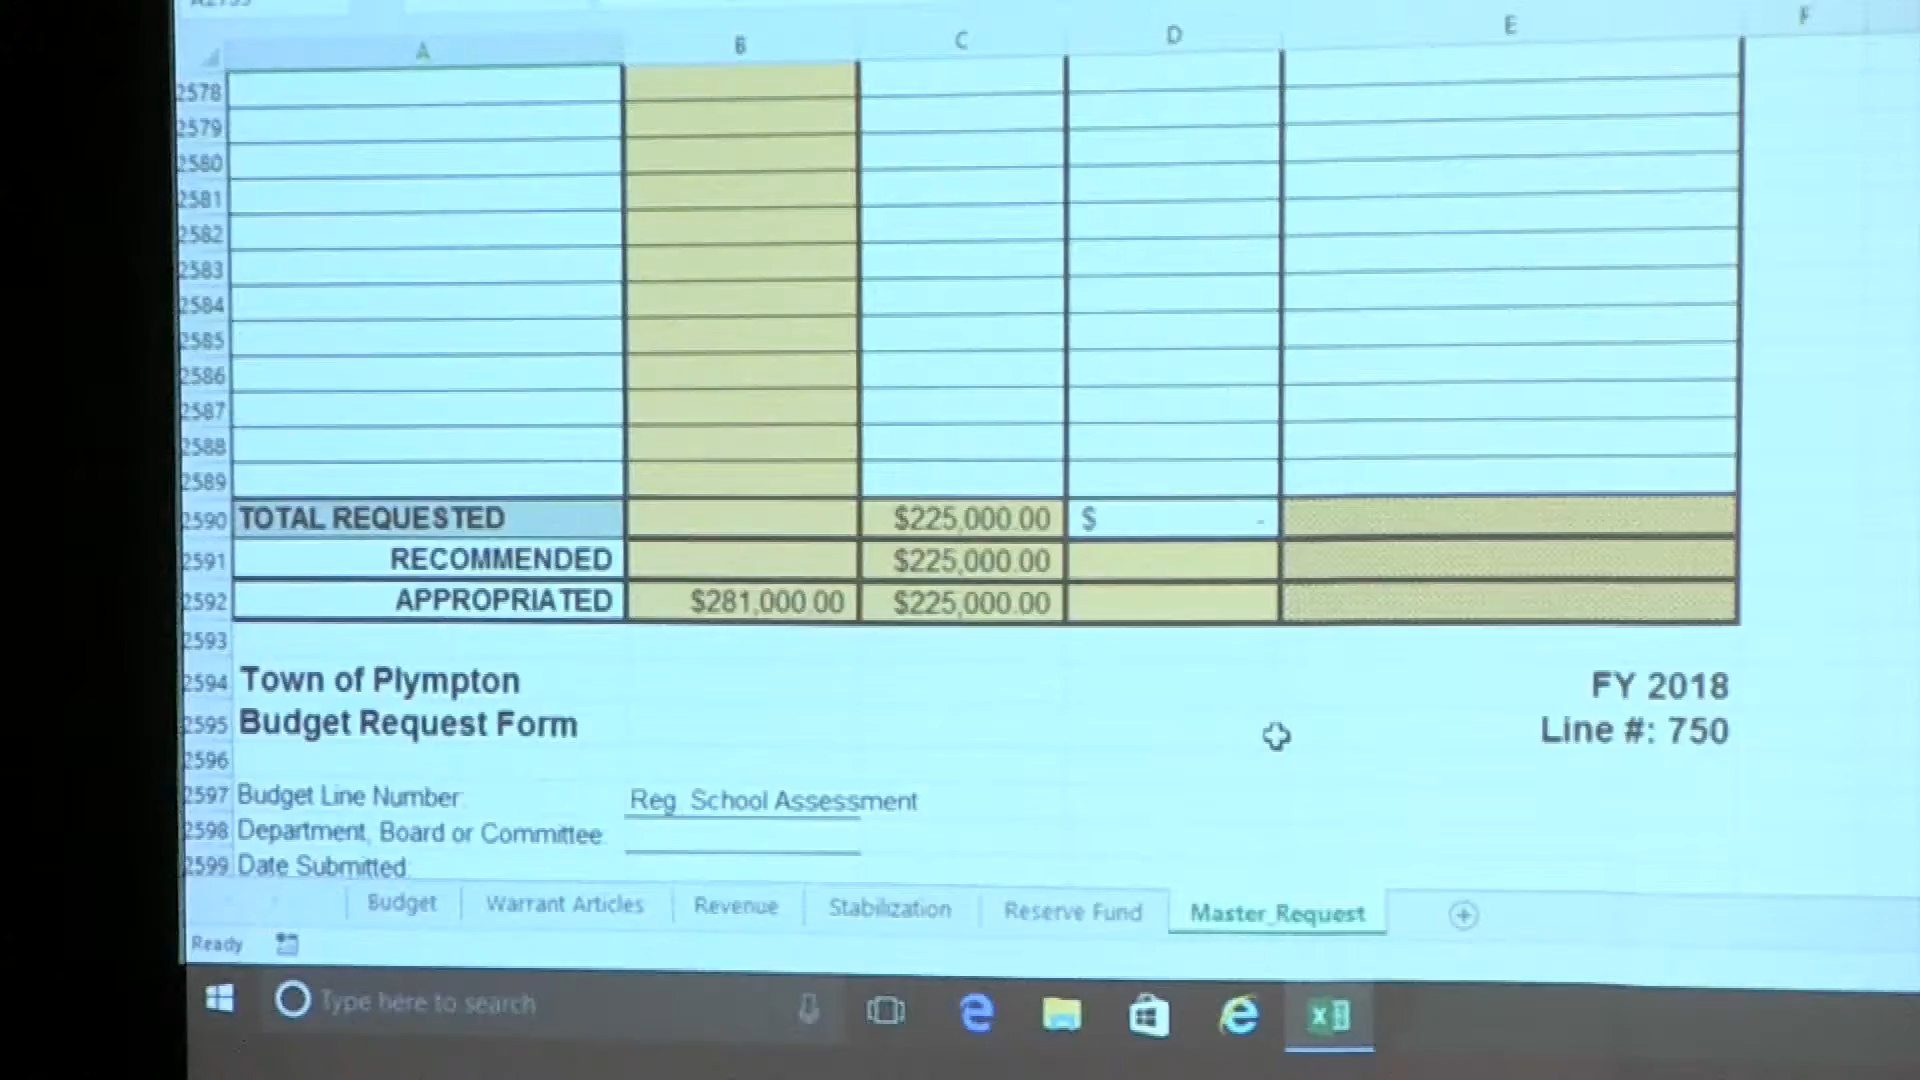 A B C D E F
2578
2579
2580
2581
2582
2583
2584
2585
2586
2587
2588
2589
2590 TOTAL REQUESTED $225,000.00 $ -
2591 RECOMMENDED $225,000.00
2592 APPROPRIATED $281,000.00 $225,000.00
2593
2594 Town of Plympton FY 2018
2595 Budget Request Form Line #: 750
2596
2597 Budget Line Number: Reg. School Assessment
2598 Department, Board or Committee:
2599 Date Submitted:
Budget Warrant Articles Revenue Stabilization Reserve Fund Master_Request
Ready
Type here to search